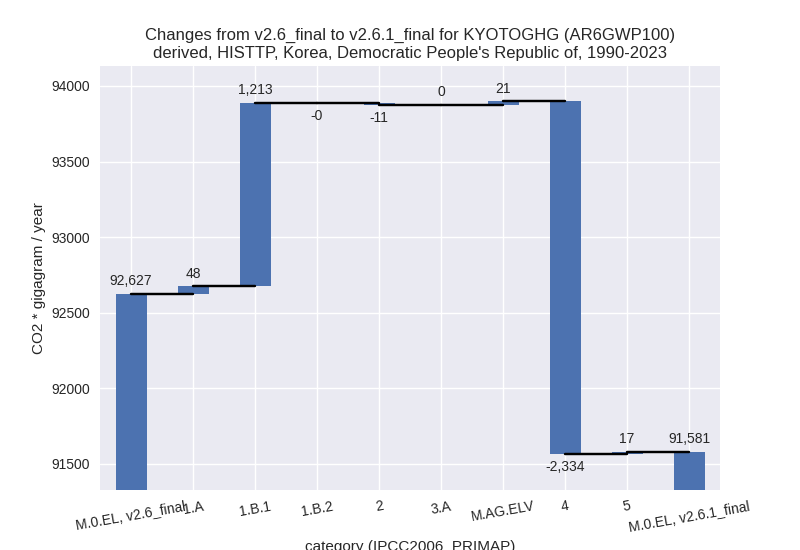 Changes from v2.6_final to v2.6.1_final for KYOTOGHG (AR6GWP100)
derived, HISTTP, Korea, Democratic People's Republic of, 1990-2023
CO2 * gigagram / year
94000
93500
93000
92500
92000
91500
92,627
48
1,213
-0
-11
0
21
-2,334
17
91,581
M.0.EL, v2.6_final
1.A
1.B.1
1.B.2
2
3.A
M.AG.ELV
4
5
M.0.EL, v2.6.1_final
category (IPCC2006_PRIMAP)